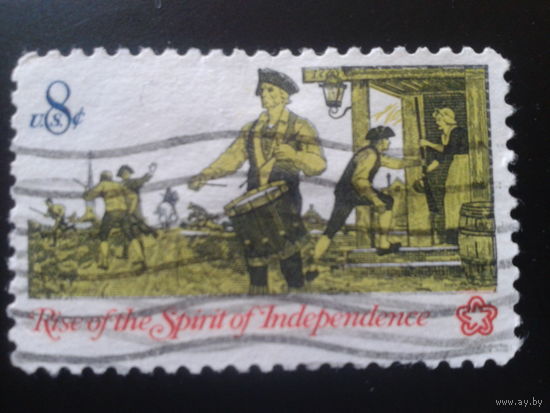 8¢
U.S.
Rise of the Spirit of Independence
www.ay.by